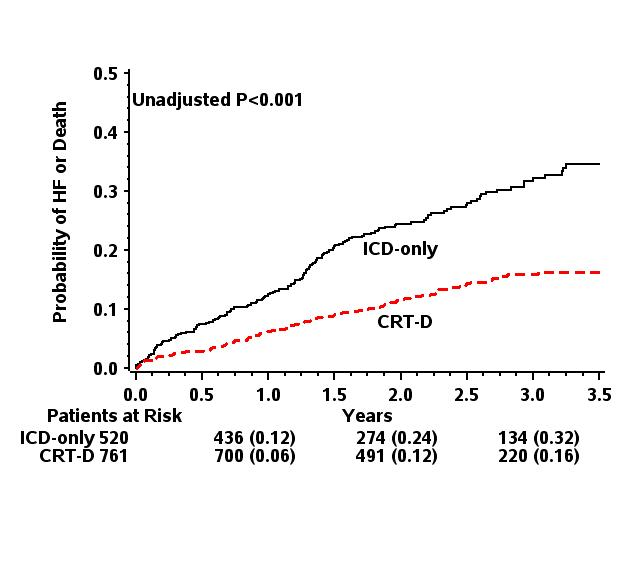 0.5
Unadjusted P<0.001
0.4
0.3
0.2
0.1
0.0
Probability of HF or Death
ICD-only
CRT-D
0.0 0.5 1.0 1.5 2.0 2.5 3.0 3.5
Patients at Risk Years
ICD-only 520 436 (0.12) 274 (0.24) 134 (0.32)
CRT-D 761 700 (0.06) 491 (0.12) 220 (0.16)